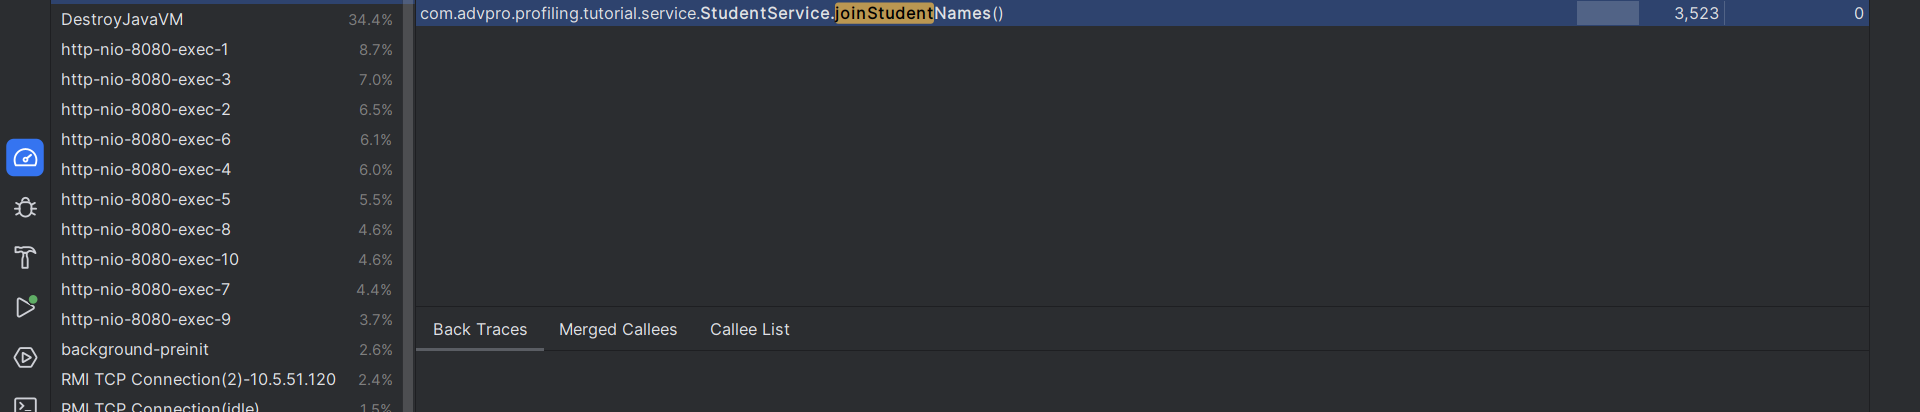 DestroyJavaVM 34.4%
http-nio-8080-exec-1 8.7%
http-nio-8080-exec-3 7.0%
http-nio-8080-exec-2 6.5%
http-nio-8080-exec-6 6.1%
http-nio-8080-exec-4 6.0%
http-nio-8080-exec-5 5.5%
http-nio-8080-exec-8 4.6%
http-nio-8080-exec-10 4.6%
http-nio-8080-exec-7 4.4%
http-nio-8080-exec-9 3.7%
background-preinit 2.6%
RMI TCP Connection(2)-10.5.51.120 2.4%
RMI TCP Connection(idle) 1.5%
com.advpro.profiling.tutorial.service.StudentService.joinStudentNames() 3,523 0
Back Traces Merged Callees Callee List